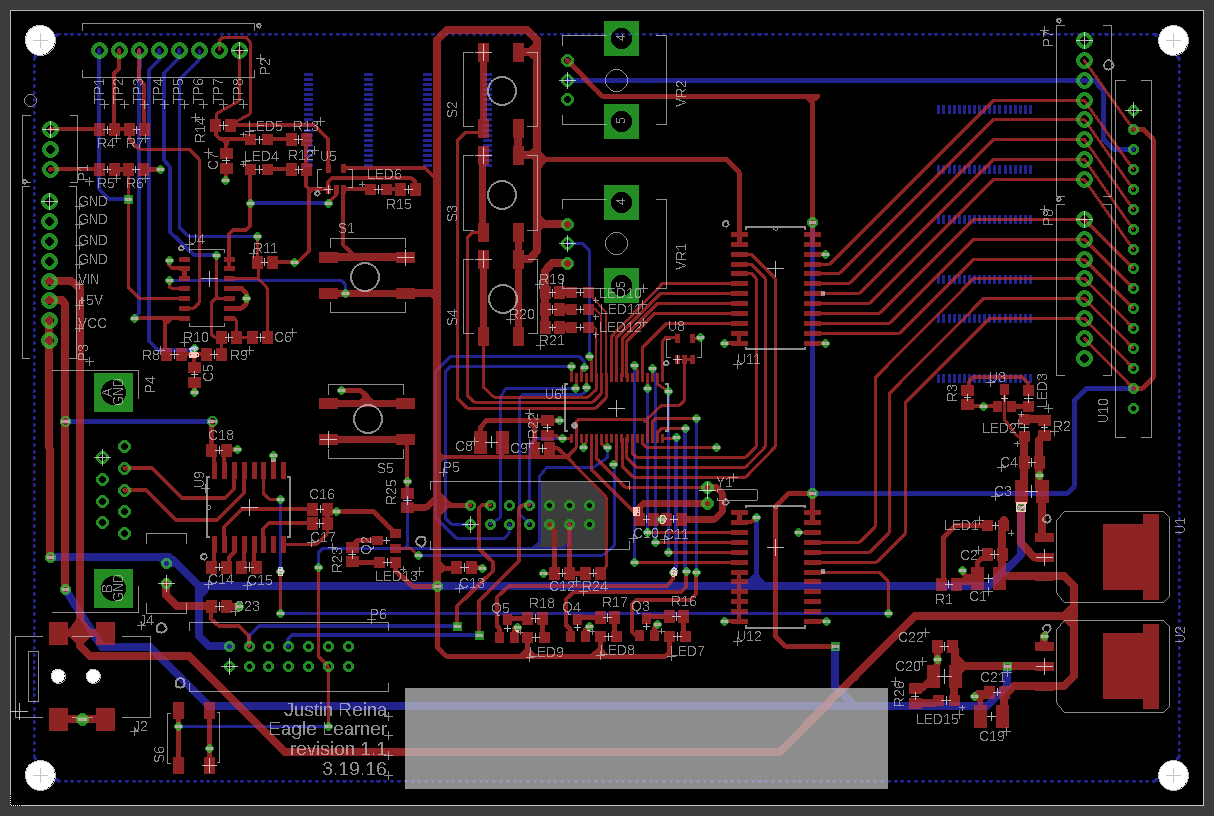 P2
TP1 TP2 TP3 TP4 TP5 TP6 TP7 TP8
R4 R7
R5 R6
P1
R14
C7
LED5 R13
LED4 R12
U5
LED6
R15
GND
GND
GND
GND
VIN
+5V
VCC
P3
U4
R11
R10
C6
R8 R9
C5
S1
S2
S3
S4
S5
4
5
VR2
4
5
VR1
P7
P8
U10
R19
LED10
R20
LED11
LED12
R21
U8
U6
U11
A
GND
P4
B
GND
C18
U9
C16
C17
C14 C15
C8
C9
R22
P5
R25
Q2
R23
LED13
C13
C12 R24
C10 C11
Y1
U12
R3
U3
LED3
LED2
R2
C4
C3
LED1
C2
R1
C1
U1
U2
C22
C20
C21
LED15
C19
J4
J2
C23
P6
S6
Q5 R18
LED9
Q4 R17
LED8
Q3 R16
LED7
Justin Reina
Eagle Learner
revision 1.1
3.19.16